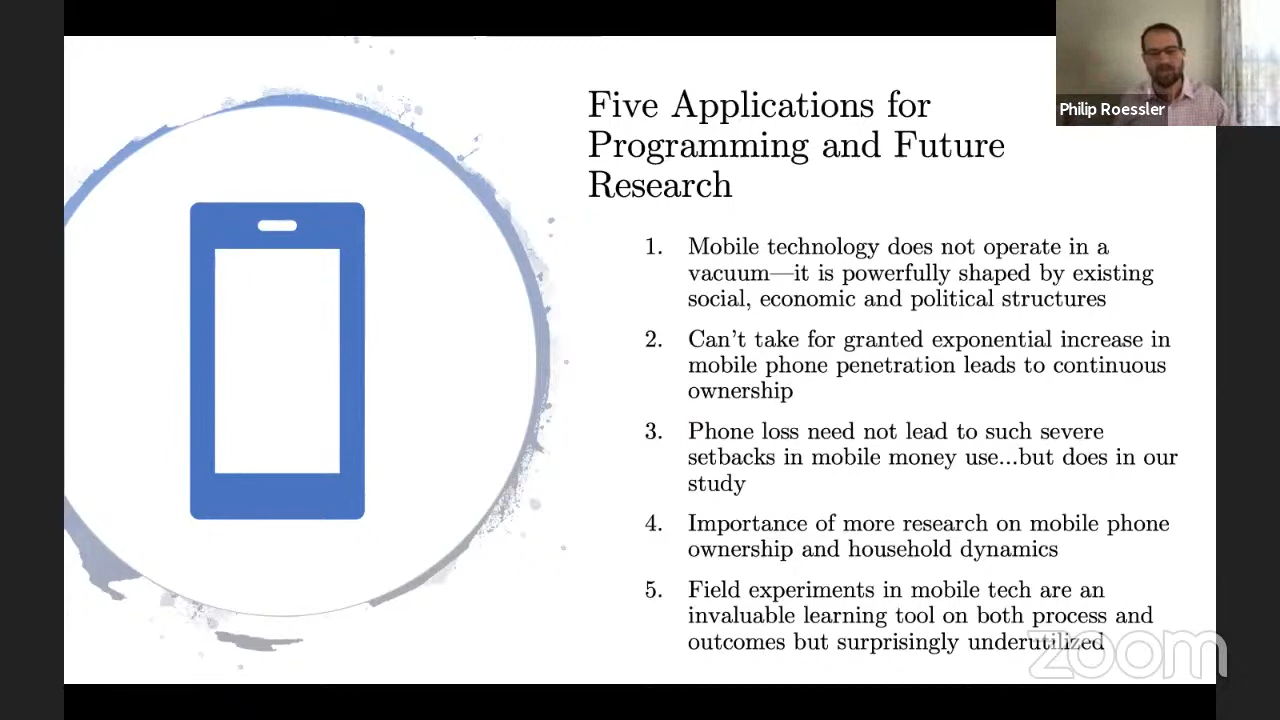 Five Applications for
Programming and Future
Research
Philip Roessler
1. Mobile technology does not operate in a
vacuum—it is powerfully shaped by existing
social, economic and political structures
2. Can't take for granted exponential increase in
mobile phone penetration leads to continuous
ownership
3. Phone loss need not lead to such severe
setbacks in mobile money use...but does in our
study
4. Importance of more research on mobile phone
ownership and household dynamics
5. Field experiments in mobile tech are an
invaluable learning tool on both process and
outcomes but surprisingly underutilized
zoom